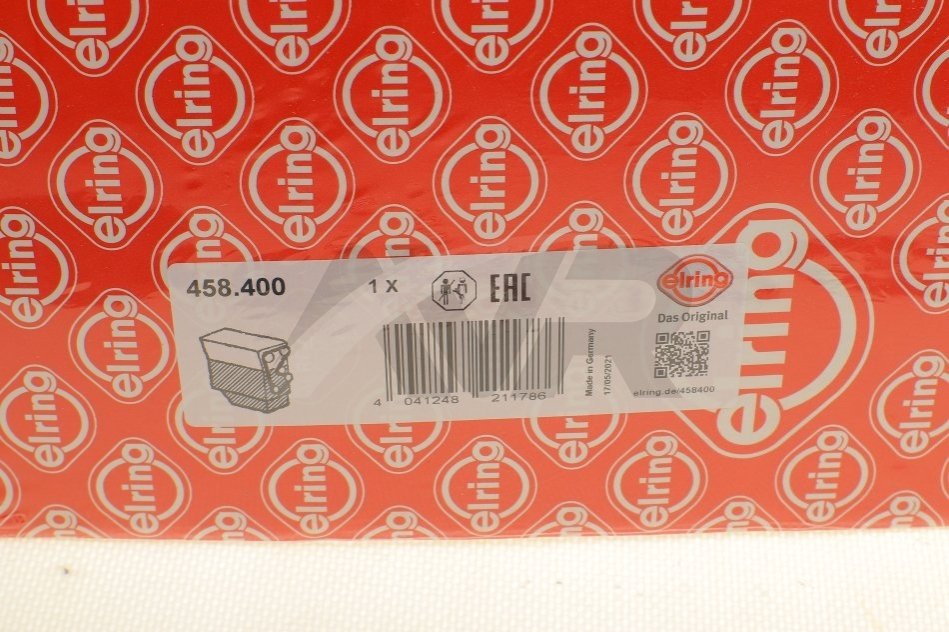 458.400
1 X
EAC
elring
Das Original
4 041248 211786
Made in Germany
17/05/2021
elring.de/458400
elring